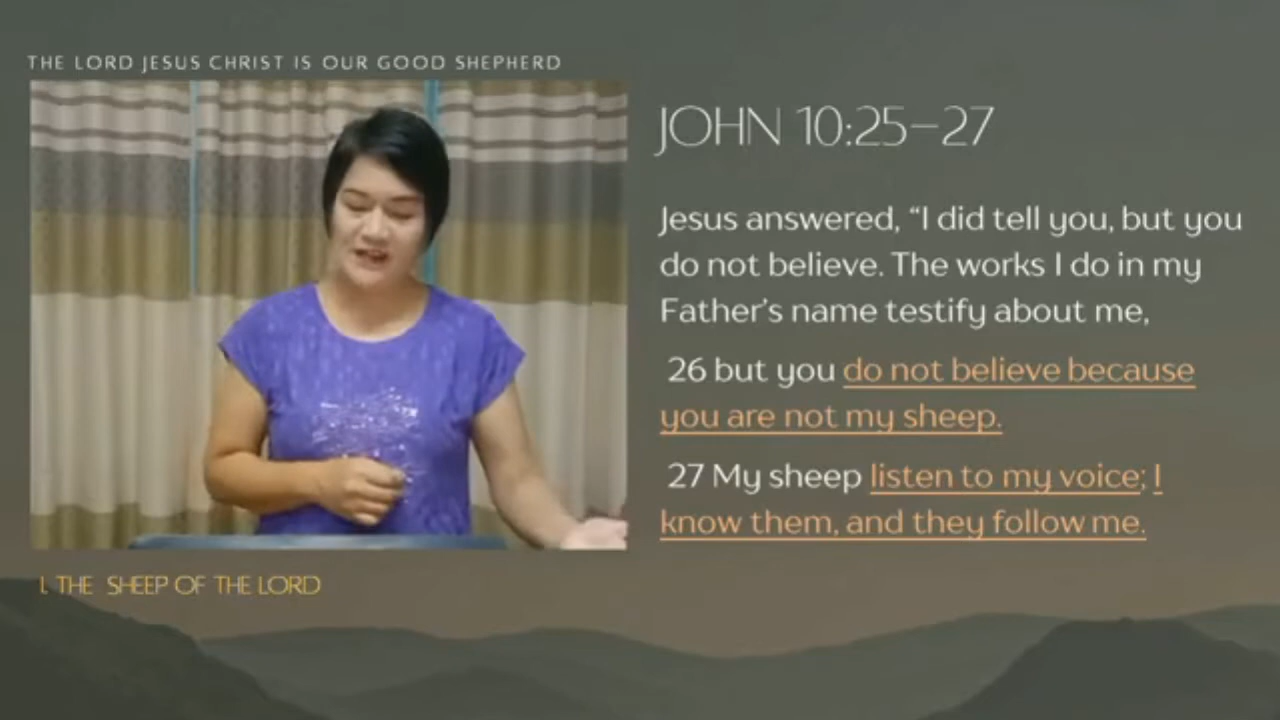 THE LORD JESUS CHRIST IS OUR GOOD SHEPHERD
JOHN 10:25–27
Jesus answered, “I did tell you, but you
do not believe. The works I do in my
Father’s name testify about me,
26 but you do not believe because
you are not my sheep.
27 My sheep listen to my voice; I
know them, and they follow me.
I. THE SHEEP OF THE LORD